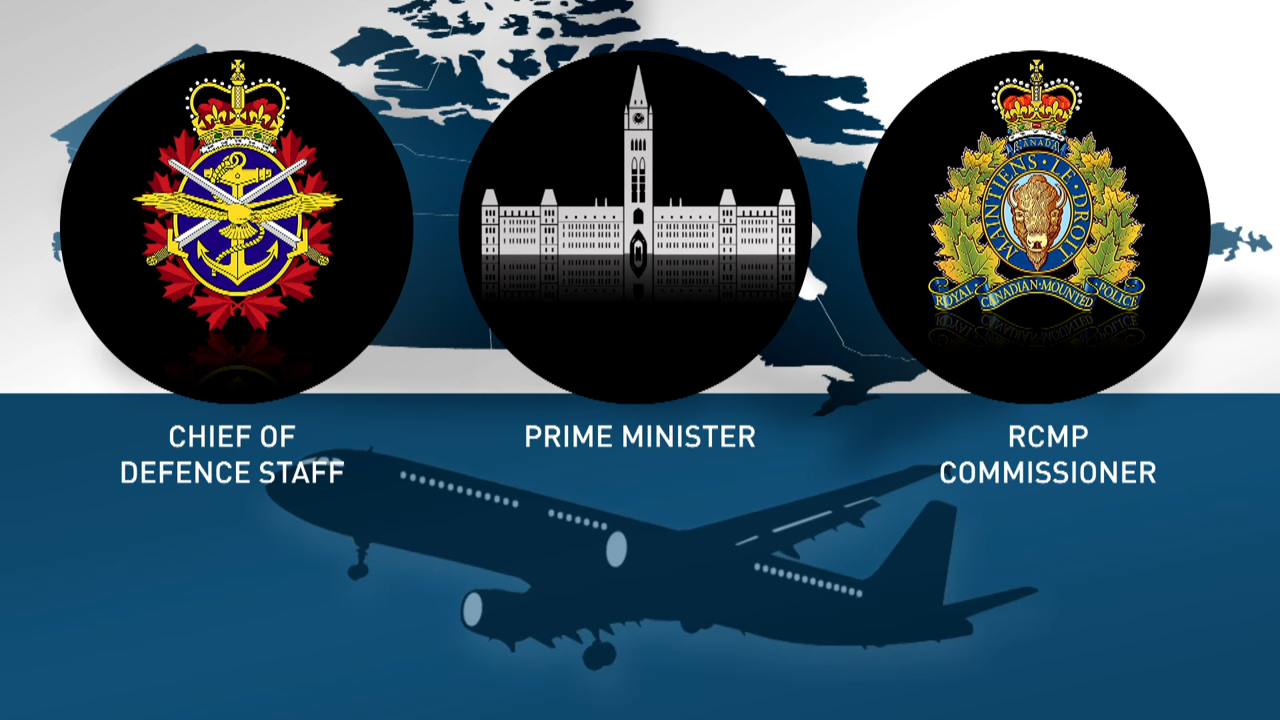 CANADA
MAINTIENS·LE·DROIT
ROYAL·CANADIAN·MOUNTED·POLICE
CHIEF OF
DEFENCE STAFF
PRIME MINISTER
RCMP
COMMISSIONER